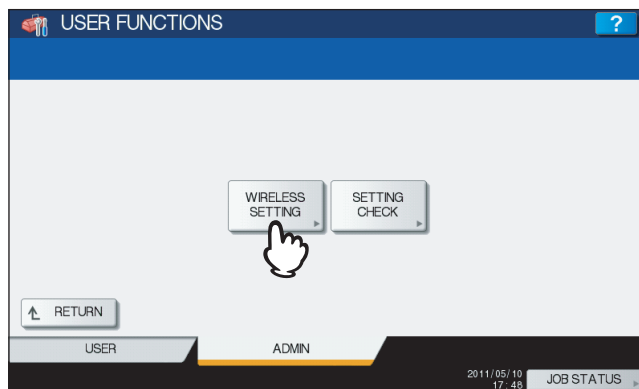 USER FUNCTIONS
?
WIRELESS
SETTING
SETTING
CHECK
RETURN
USER
ADMIN
2011/05/10
17:48
JOB STATUS